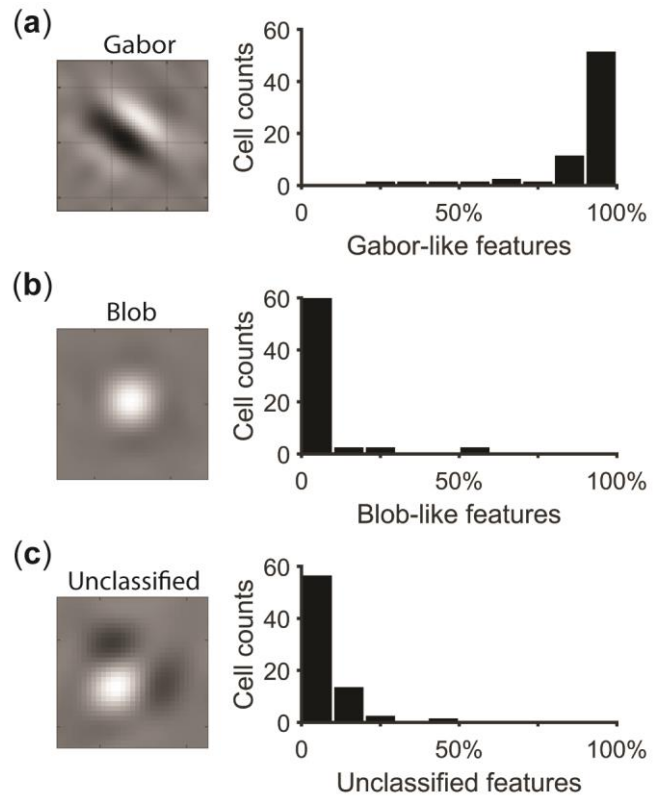 (a)
Gabor
Cell counts
60
40
20
0
0 50% 100%
Gabor-like features
(b)
Blob
Cell counts
60
40
20
0
0 50% 100%
Blob-like features
(c)
Unclassified
Cell counts
60
40
20
0
0 50% 100%
Unclassified features